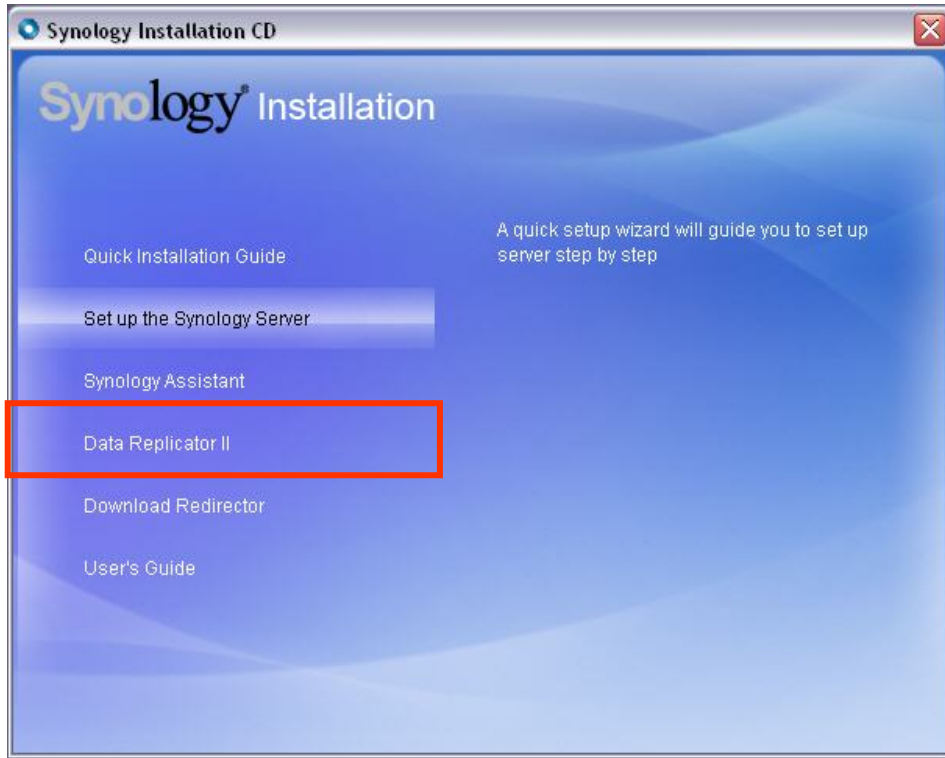 Synology Installation CD
Synology® Installation
Quick Installation Guide
Set up the Synology Server
Synology Assistant
Data Replicator II
Download Redirector
User's Guide
A quick setup wizard will guide you to set up
server step by step